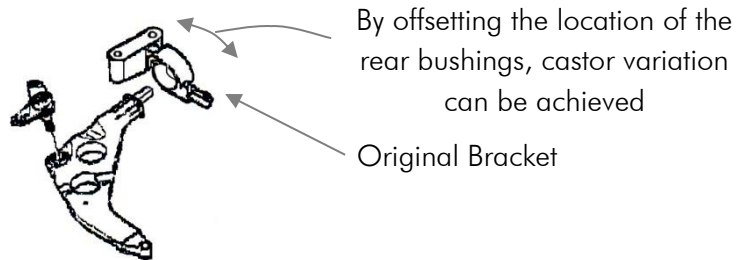 By offsetting the location of the
rear bushings, castor variation
can be achieved
Original Bracket